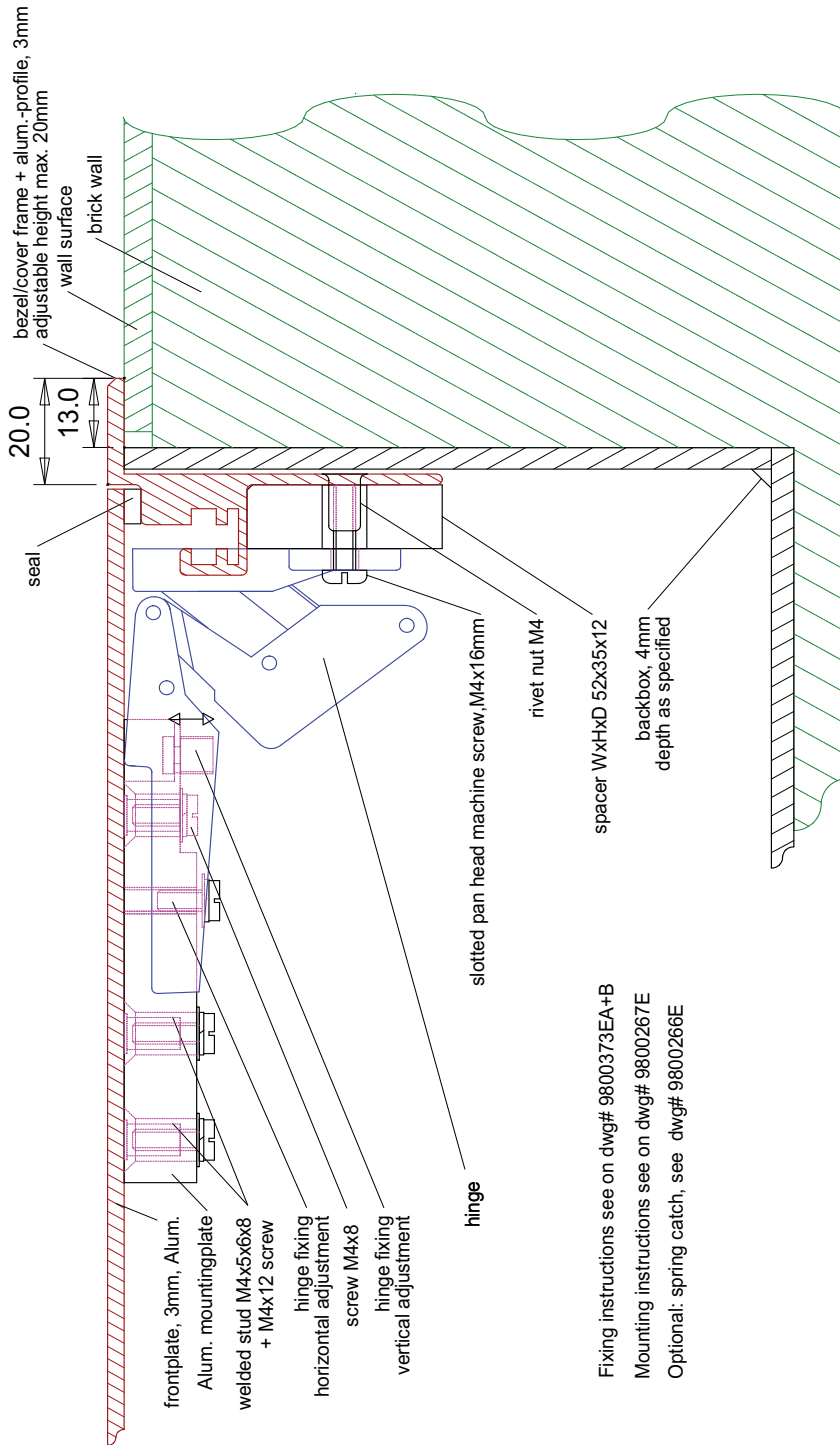 bezel/cover frame + alum.-profile, 3mm
adjustable height max. 20mm
wall surface
brick wall
20.0
13.0
seal
frontplate, 3mm, Alum.
Alum. mountingplate
welded stud M4x5x6x8
+ M4x12 screw
hinge fixing
horizontal adjustment
screw M4x8
hinge fixing
vertical adjustment
hinge
slotted pan head machine screw,M4x16mm
rivet nut M4
spacer WxHxD 52x35x12
backbox, 4mm
depth as specified
Fixing instructions see on dwg# 9800373EA+B
Mounting instructions see on dwg# 9800267E
Optional: spring catch, see dwg# 9800266E